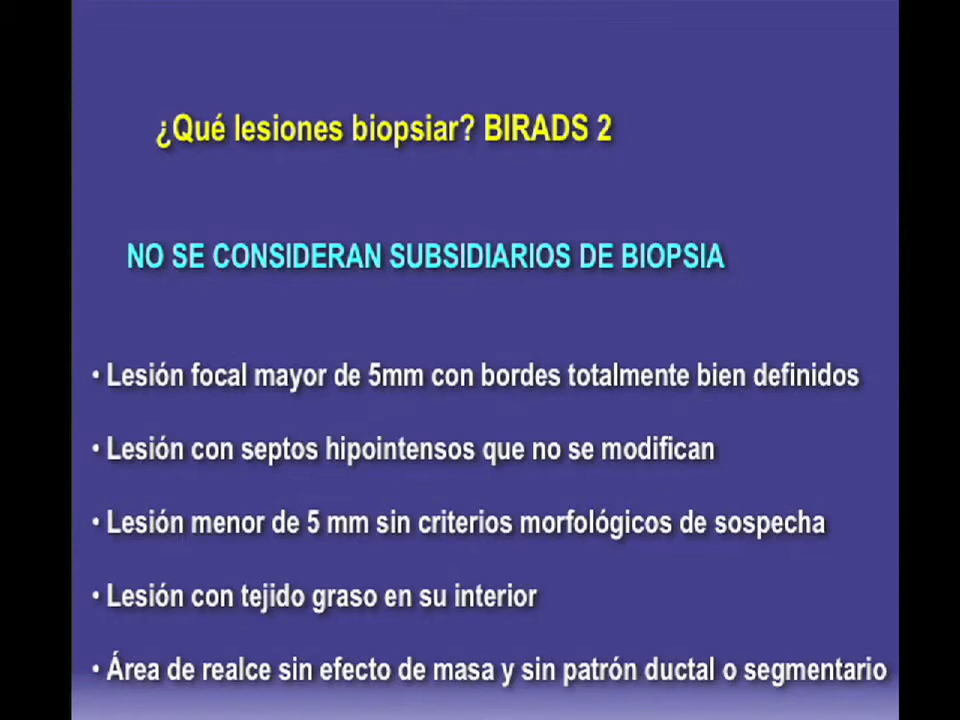 ¿Qué lesiones biopsiar? BIRADS 2
NO SE CONSIDERAN SUBSIDIARIOS DE BIOPSIA
• Lesión focal mayor de 5mm con bordes totalmente bien definidos
• Lesión con septos hipointensos que no se modifican
• Lesión menor de 5 mm sin criterios morfológicos de sospecha
• Lesión con tejido graso en su interior
• Área de realce sin efecto de masa y sin patrón ductal o segmentario